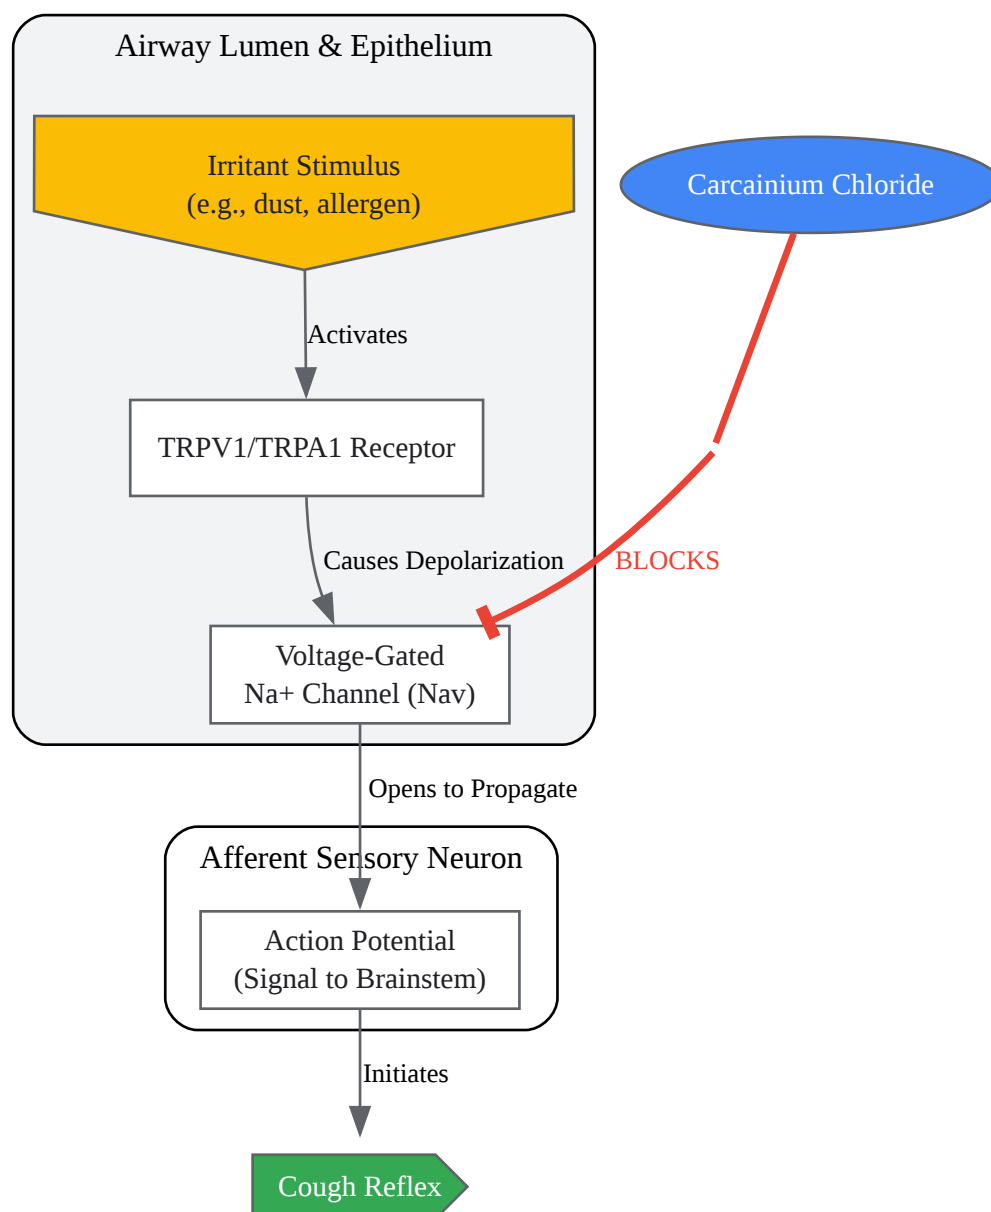 Airway Lumen & Epithelium
Irritant Stimulus
(e.g., dust, allergen)
Carcainium Chloride
Activates
TRPV1/TRPA1 Receptor
Causes Depolarization
BLOCKS
Voltage-Gated
Na+ Channel (Nav)
Opens to Propagate
Afferent Sensory Neuron
Action Potential
(Signal to Brainstem)
Initiates
Cough Reflex